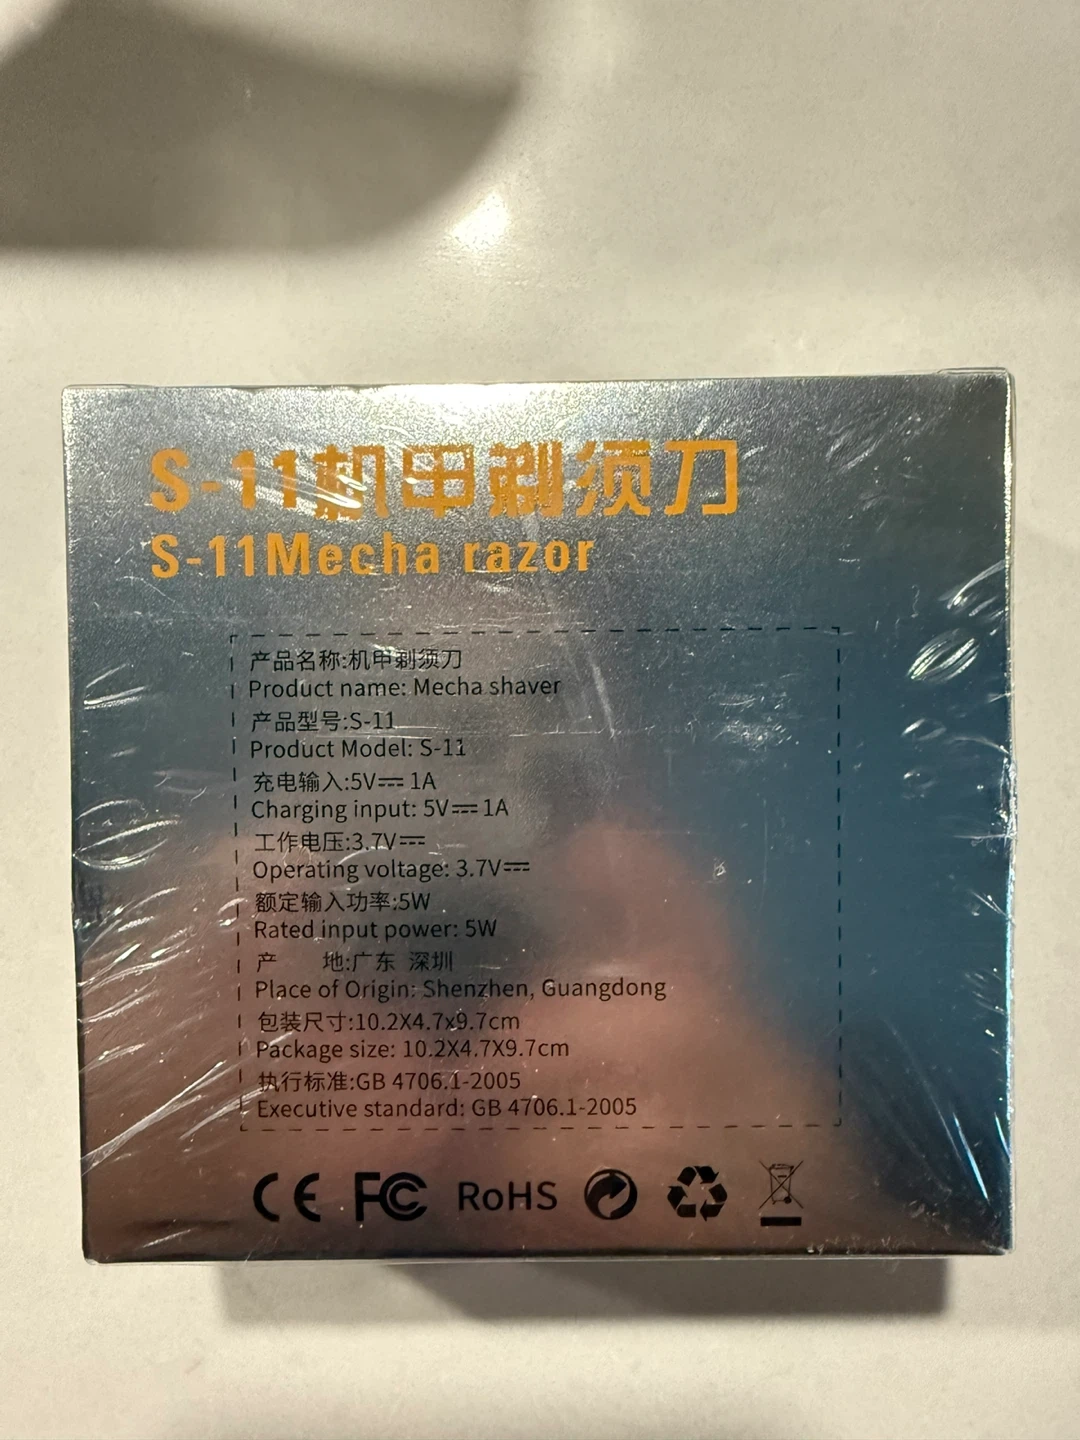 S-11机甲剃须刀
S-11Mecha razor
产品名称:机甲剃须刀
Product name: Mecha shaver
产品型号:S-11
Product Model: S-11
充电输入:5V⎓1A
Charging input: 5V⎓1A
工作电压:3.7V⎓
Operating voltage: 3.7V⎓
额定输入功率:5W
Rated input power: 5W
产 地:广东 深圳
Place of Origin: Shenzhen, Guangdong
包装尺寸:10.2X4.7x9.7cm
Package size: 10.2X4.7X9.7cm
执行标准:GB 4706.1-2005
Executive standard: GB 4706.1-2005
CE FC RoHS